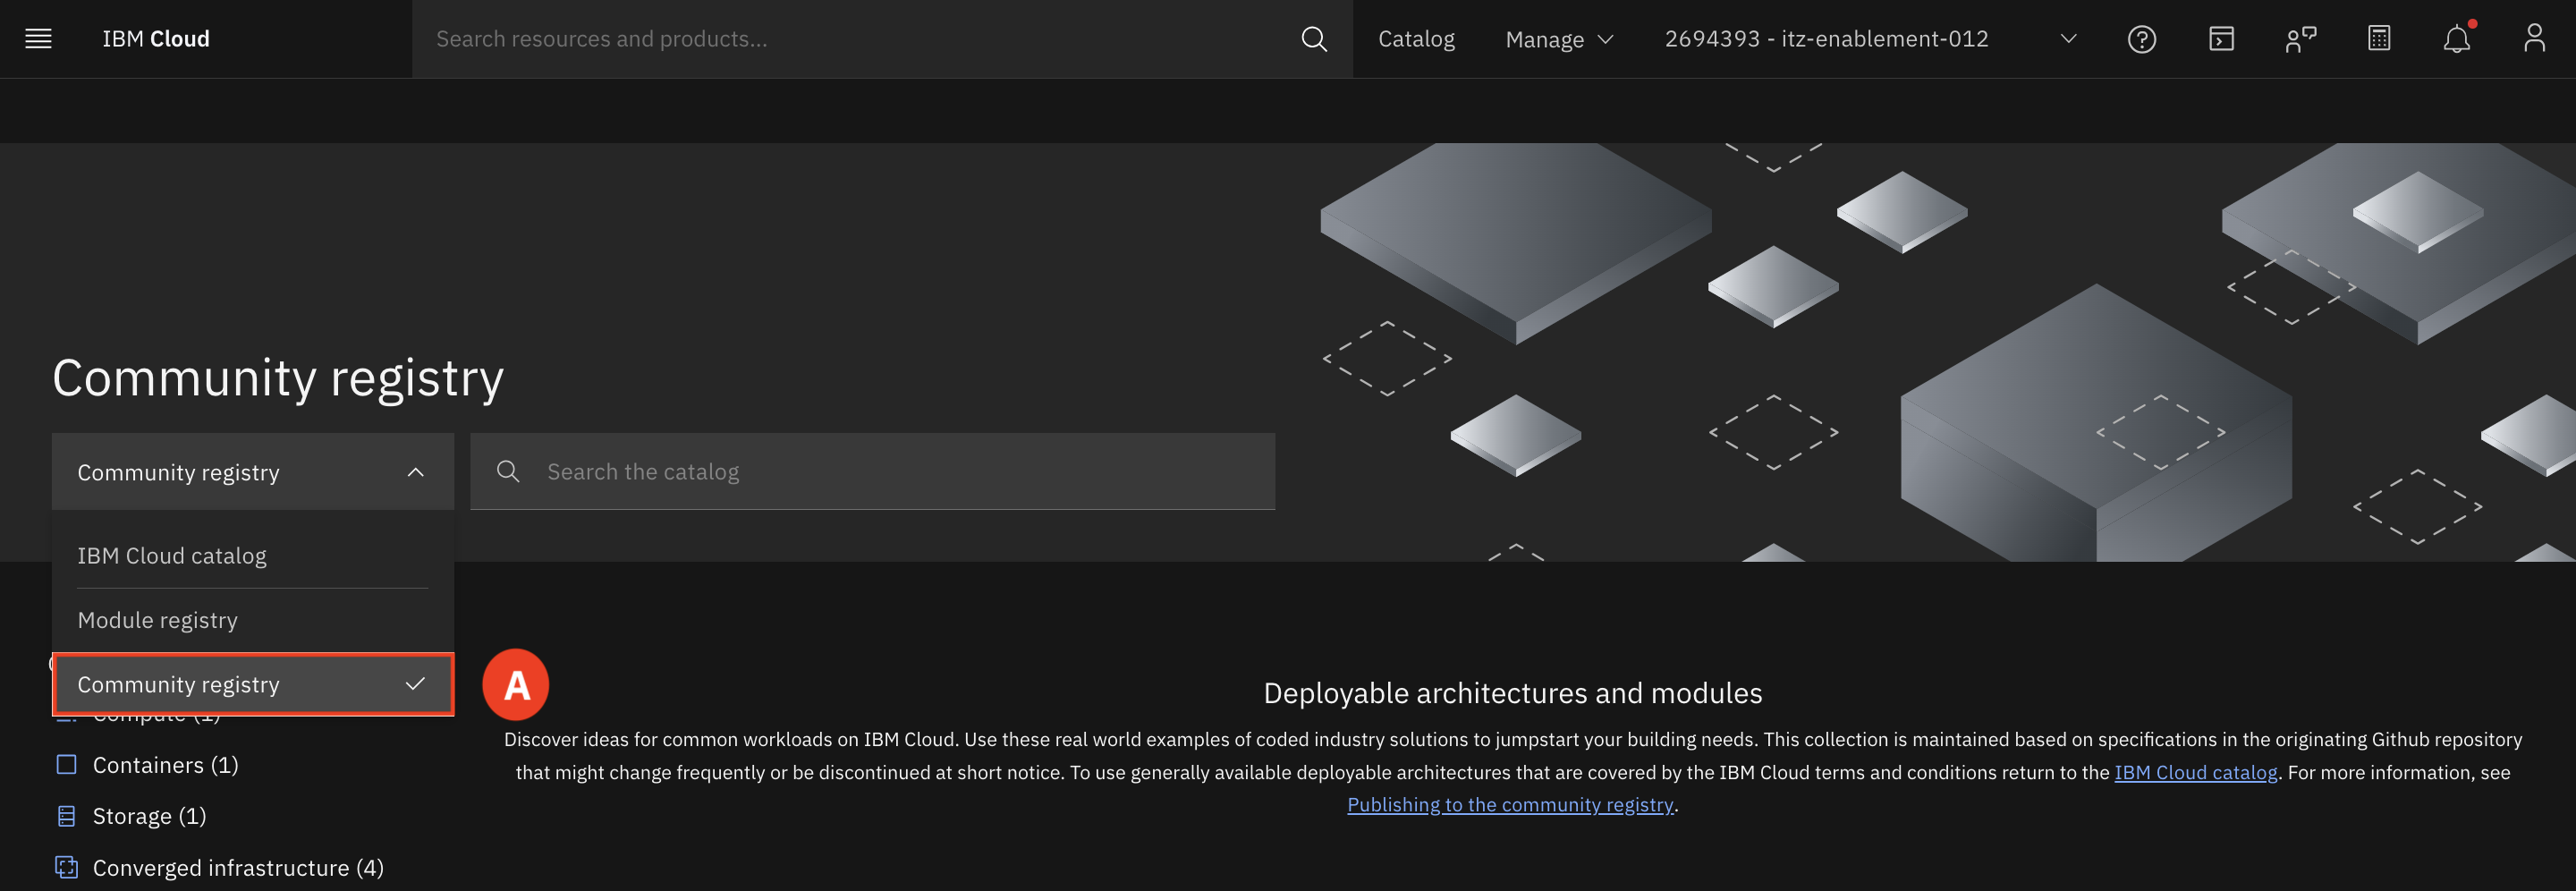 IBM Cloud
Search resources and products...
Catalog
Manage
2694393 - itz-enablement-012
Community registry
Community registry
Search the catalog
IBM Cloud catalog
Module registry
Community registry
A
Compute (1)
Containers (1)
Storage (1)
Converged infrastructure (4)
Deployable architectures and modules
Discover ideas for common workloads on IBM Cloud. Use these real world examples of coded industry solutions to jumpstart your building needs. This collection is maintained based on specifications in the originating Github repository
that might change frequently or be discontinued at short notice. To use generally available deployable architectures that are covered by the IBM Cloud terms and conditions return to the IBM Cloud catalog. For more information, see
Publishing to the community registry.